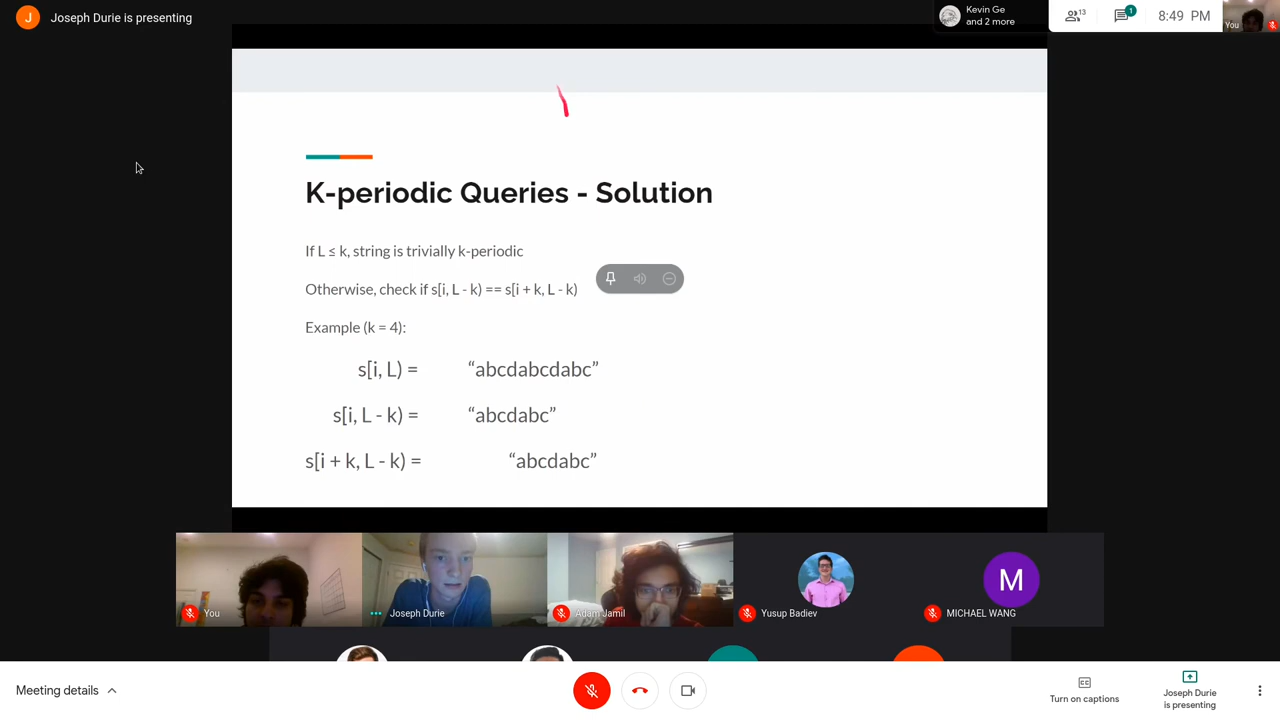 J Joseph Durie is presenting
Kevin Ge
and 2 more
13
1
8:49 PM
You
K-periodic Queries - Solution
If L ≤ k, string is trivially k-periodic
Otherwise, check if s[i, L - k) == s[i + k, L - k)
Example (k = 4):
s[i, L) = “abcdabcdabc”
s[i, L - k) = “abcdabc”
s[i + k, L - k) = “abcdabc”
You
Joseph Durie
Adam Jamil
Yusup Badiev
M
MICHAEL WANG
Meeting details
CC
Turn on captions
Joseph Durie
is presenting